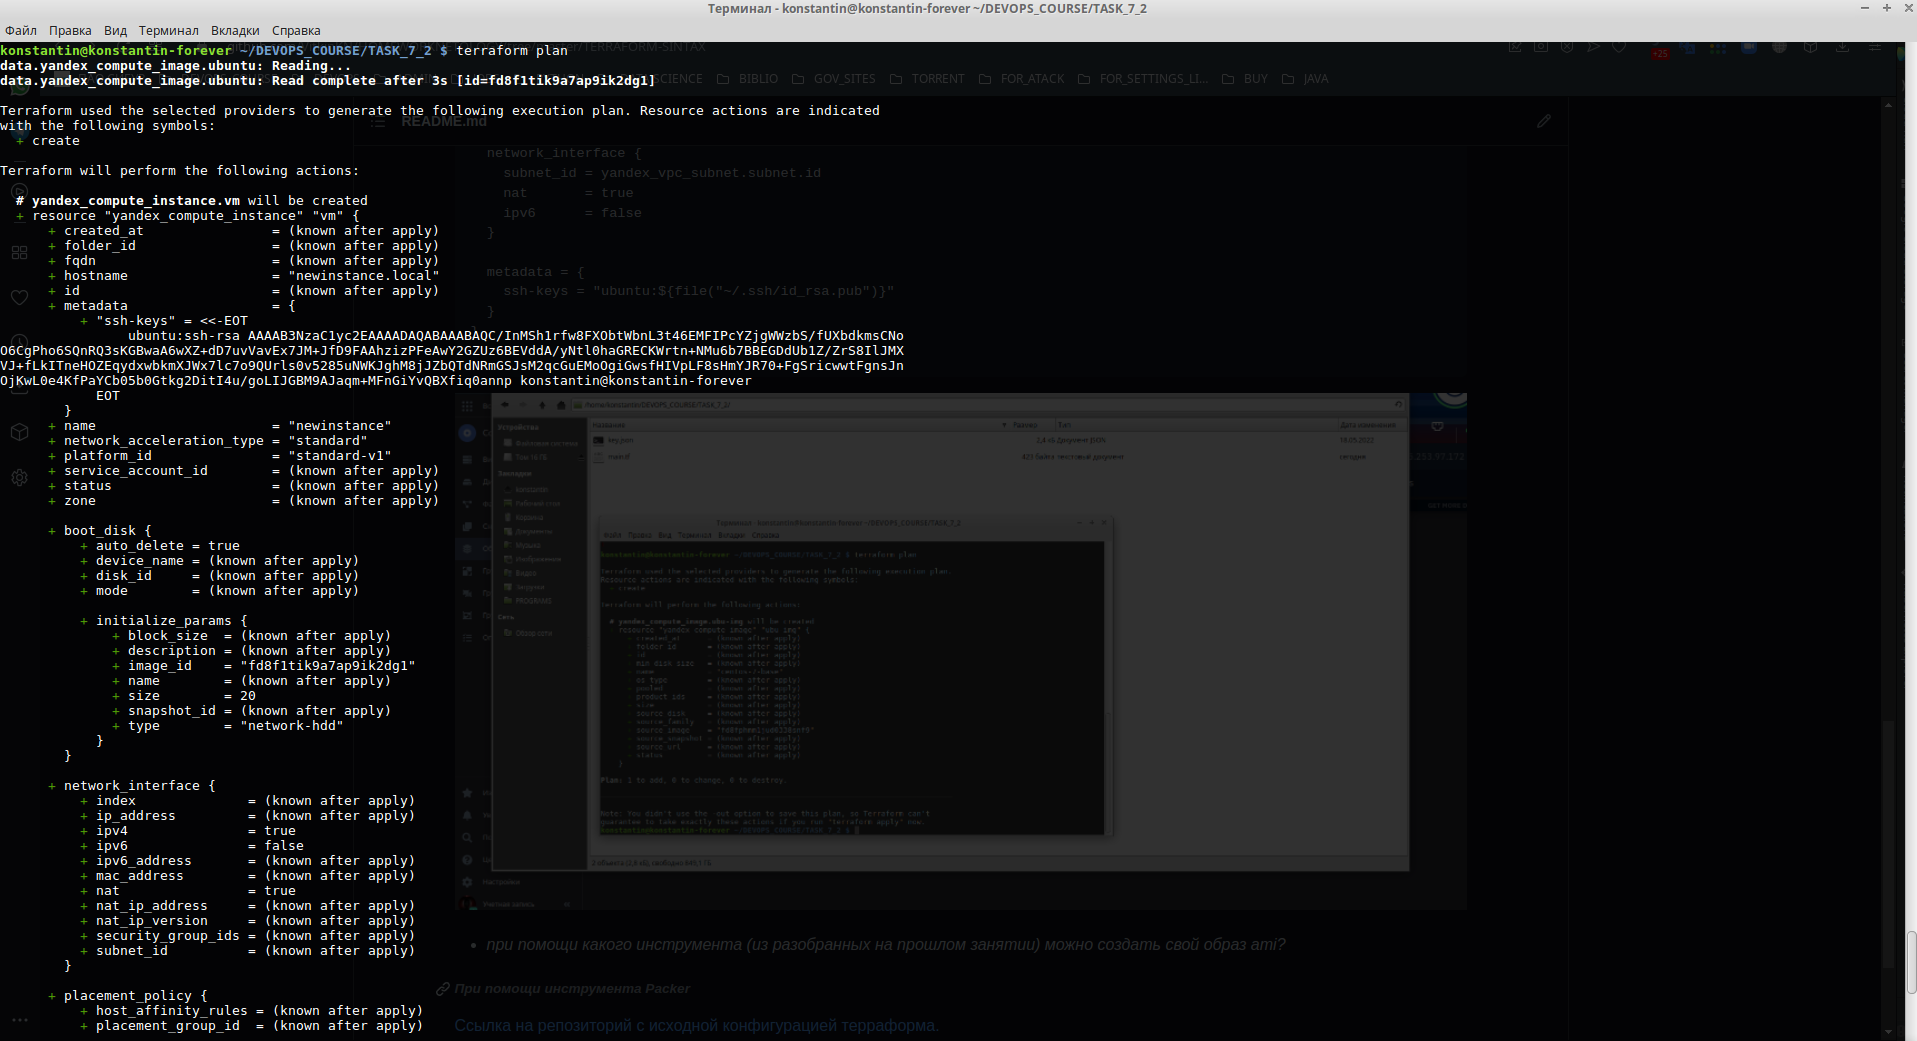 Терминал - konstantin@konstantin-forever ~/DEVOPS_COURSE/TASK_7_2
Файл Правка Вид Терминал Вкладки Справка
konstantin@konstantin-forever ~/DEVOPS_COURSE/TASK_7_2 $ terraform plan
data.yandex_compute_image.ubuntu: Reading...
data.yandex_compute_image.ubuntu: Read complete after 3s [id=fd8f1tik9a7ap9ik2dg1]
SCIENCE BIBLIO GOV_SITES TORRENT FOR_ATACK FOR_SETTINGS_LI... BUY JAVA
Terraform used the selected providers to generate the following execution plan. Resource actions are indicated
with the following symbols:
+ create
README.md
Terraform will perform the following actions:
# yandex_compute_instance.vm will be created
+ resource "yandex_compute_instance" "vm" {
+ created_at = (known after apply)
+ folder_id = (known after apply)
+ fqdn = (known after apply)
+ hostname = "newinstance.local"
+ id = (known after apply)
+ metadata = {
+ "ssh-keys" = <<-EOT
ubuntu:ssh-rsa AAAAB3NzaC1yc2EAAAADAQABAAABAQC/InMSh1rfw8FXObtWbnL3t46EMFIPcYZjgWWzbS/fUXbdkmsCNo
O6CgPho6SQnRQ3sKGBwaA6wXZ+dD7uvVavEx7JM+JfD9FAAhzizPFeAwY2GZUz6BEVddA/yNtl0haGRECKWrtn+NMu6b7BBEGDdUb1Z/ZrS8IlJMX
VJ+fLkITneHOZEqydxwbkmXJWx7lc7o9QUrls0v5285uNWKJghM8jJZbQTdNRmGSJsM2qcGuEMoOgiGwsfHIVpLF8sHmYJR70+FgSricwwtFgnsJn
OjKwL0e4KfPaYCb05b0Gtkg2DitI4u/goLIJGBM9AJaqm+MFnGiYvQBXfiq0annp konstantin@konstantin-forever
EOT
}
+ name = "newinstance"
+ network_acceleration_type = "standard"
+ platform_id = "standard-v1"
+ service_account_id = (known after apply)
+ status = (known after apply)
+ zone = (known after apply)
+ boot_disk {
+ auto_delete = true
+ device_name = (known after apply)
+ disk_id = (known after apply)
+ mode = (known after apply)
+ initialize_params {
+ block_size = (known after apply)
+ description = (known after apply)
+ image_id = "fd8f1tik9a7ap9ik2dg1"
+ name = (known after apply)
+ size = 20
+ snapshot_id = (known after apply)
+ type = "network-hdd"
}
}
+ network_interface {
+ index = (known after apply)
+ ip_address = (known after apply)
+ ipv4 = true
+ ipv6 = false
+ ipv6_address = (known after apply)
+ mac_address = (known after apply)
+ nat = true
+ nat_ip_address = (known after apply)
+ nat_ip_version = (known after apply)
+ security_group_ids = (known after apply)
+ subnet_id = (known after apply)
}
+ placement_policy {
+ host_affinity_rules = (known after apply)
+ placement_group_id = (known after apply)
network_interface {
subnet_id = yandex_vpc_subnet.subnet.id
nat = true
ipv6 = false
}
metadata = {
ssh-keys = "ubuntu:${file("~/.ssh/id_rsa.pub")}"
}
при помощи какого инструмента (из разобранных на прошлом занятии) можно создать свой образ ami?
При помощи инструмента Packer
Ссылка на репозиторий с исходной конфигурацией терраформа.